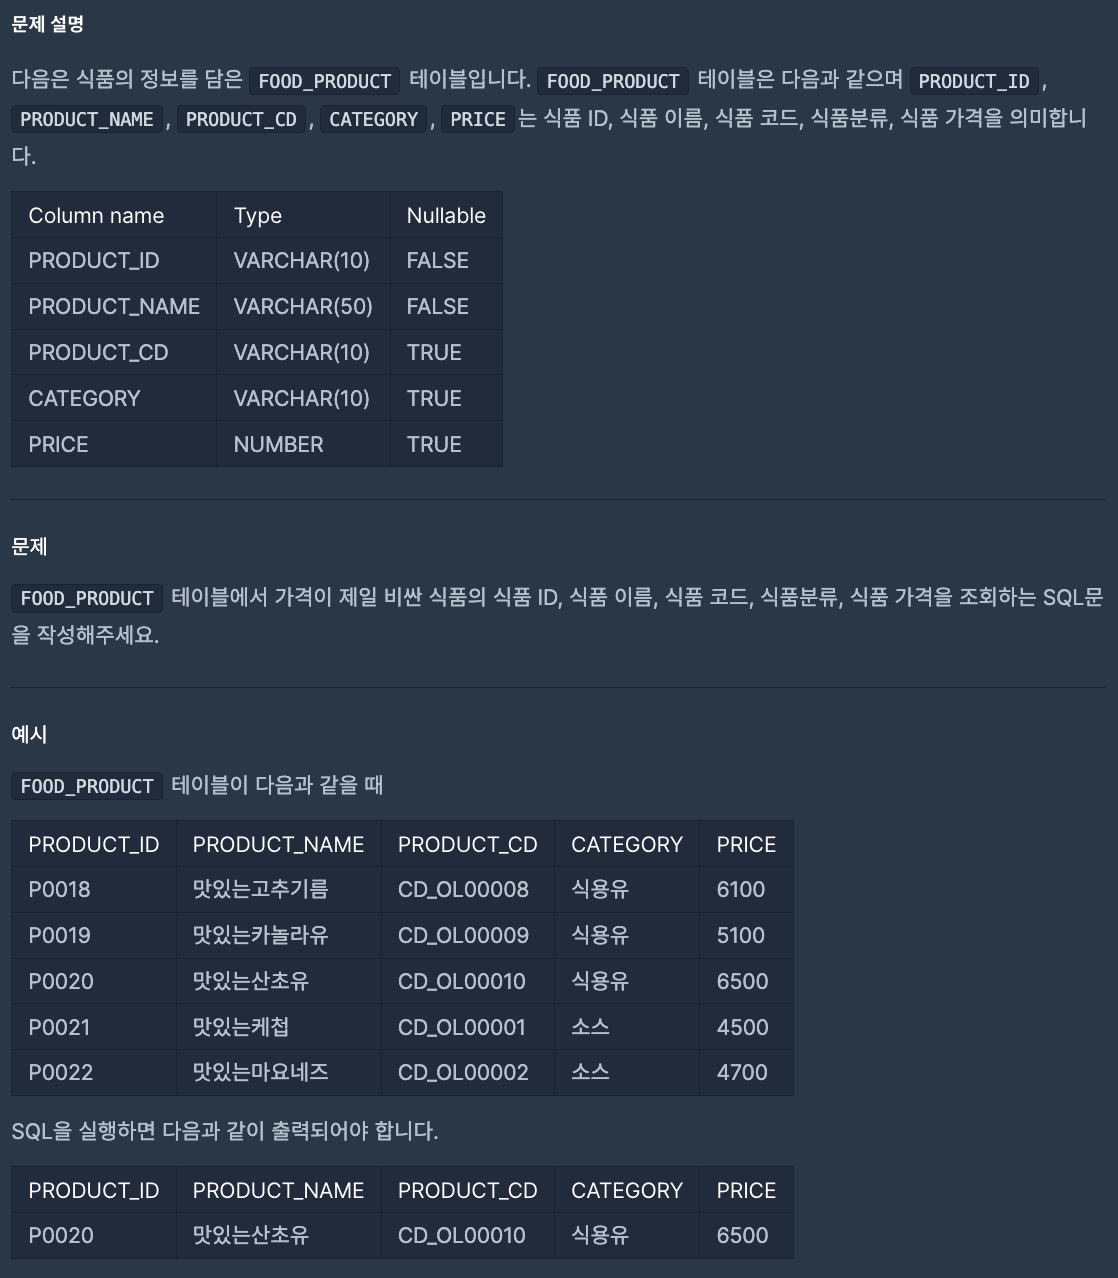 문제 설명
다음은 식품의 정보를 담은 FOOD_PRODUCT 테이블입니다. FOOD_PRODUCT 테이블은 다음과 같으며 PRODUCT_ID,
PRODUCT_NAME, PRODUCT_CD, CATEGORY, PRICE는 식품 ID, 식품 이름, 식품 코드, 식품분류, 식품 가격을 의미합니
다.
Column name Type Nullable
PRODUCT_ID VARCHAR(10) FALSE
PRODUCT_NAME VARCHAR(50) FALSE
PRODUCT_CD VARCHAR(10) TRUE
CATEGORY VARCHAR(10) TRUE
PRICE NUMBER TRUE
문제
FOOD_PRODUCT 테이블에서 가격이 제일 비싼 식품의 식품 ID, 식품 이름, 식품 코드, 식품분류, 식품 가격을 조회하는 SQL문
을 작성해주세요.
예시
FOOD_PRODUCT 테이블이 다음과 같을 때
PRODUCT_ID PRODUCT_NAME PRODUCT_CD CATEGORY PRICE
P0018 맛있는고추기름 CD_OL00008 식용유 6100
P0019 맛있는카놀라유 CD_OL00009 식용유 5100
P0020 맛있는산초유 CD_OL00010 식용유 6500
P0021 맛있는케첩 CD_OL00001 소스 4500
P0022 맛있는마요네즈 CD_OL00002 소스 4700
SQL을 실행하면 다음과 같이 출력되어야 합니다.
PRODUCT_ID PRODUCT_NAME PRODUCT_CD CATEGORY PRICE
P0020 맛있는산초유 CD_OL00010 식용유 6500